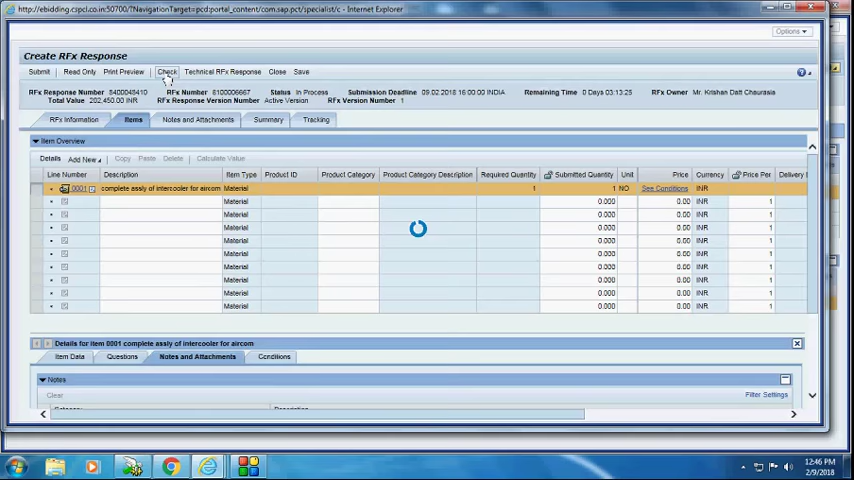 http://ebidding.cspcl.co.in:50700/TNavigationTarget=pcd:portal_content/com.sap.pct/specialist/c - Internet Explorer
Options
Create RFx Response
Submit Read Only Print Preview Check Technical RFx Response Close Save
RFx Response Number 8400048410 RFx Number 8100006667 Status In Process Submission Deadline 09.02.2018 16:00:00 INDIA Remaining Time 0 Days 03:13:25 RFx Owner Mr. Krishan Datt Chaurasia
Total Value 202,450.00 INR RFx Response Version Number Active Version RFx Version Number 1
RFx Information Items Notes and Attachments Summary Tracking
Item Overview
Details Add New Copy Paste Delete Calculate Value
Line Number Description Item Type Product ID Product Category Product Category Description Required Quantity Submitted Quantity Unit Price Currency Price Per Delivery
0001 complete assly of intercooler for aircom Material 1 1 NO See Conditions INR 1
Material 0.000 0.00 INR 1
Material 0.000 0.00 INR 1
Material 0.000 0.00 INR 1
Material 0.000 0.00 INR 1
Material 0.000 0.00 INR 1
Material 0.000 0.00 INR 1
Material 0.000 0.00 INR 1
Material 0.000 0.00 INR 1
Material 0.000 0.00 INR 1
Details for item 0001 complete assly of intercooler for aircom
Item Data Questions Notes and Attachments Conditions
Notes
Clear Filter Settings
Category Description
12:46 PM
2/9/2018